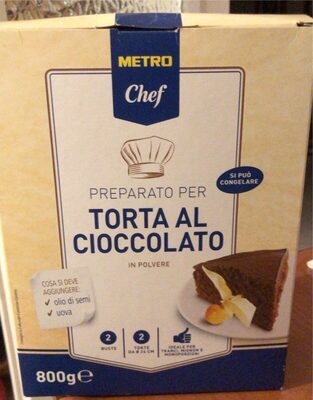 METRO
Chef
SI PUÒ
CONGELARE
PREPARATO PER
TORTA AL
CIOCCOLATO
IN POLVERE
COSA SI DEVE
AGGIUNGERE:
✓ olio di semi
✓ uova
2
BUSTE
2
TORTE
DA Ø 24 CM
IDEALE PER
TRANCI, MIGNON E
MONOPORZIONI
800g e